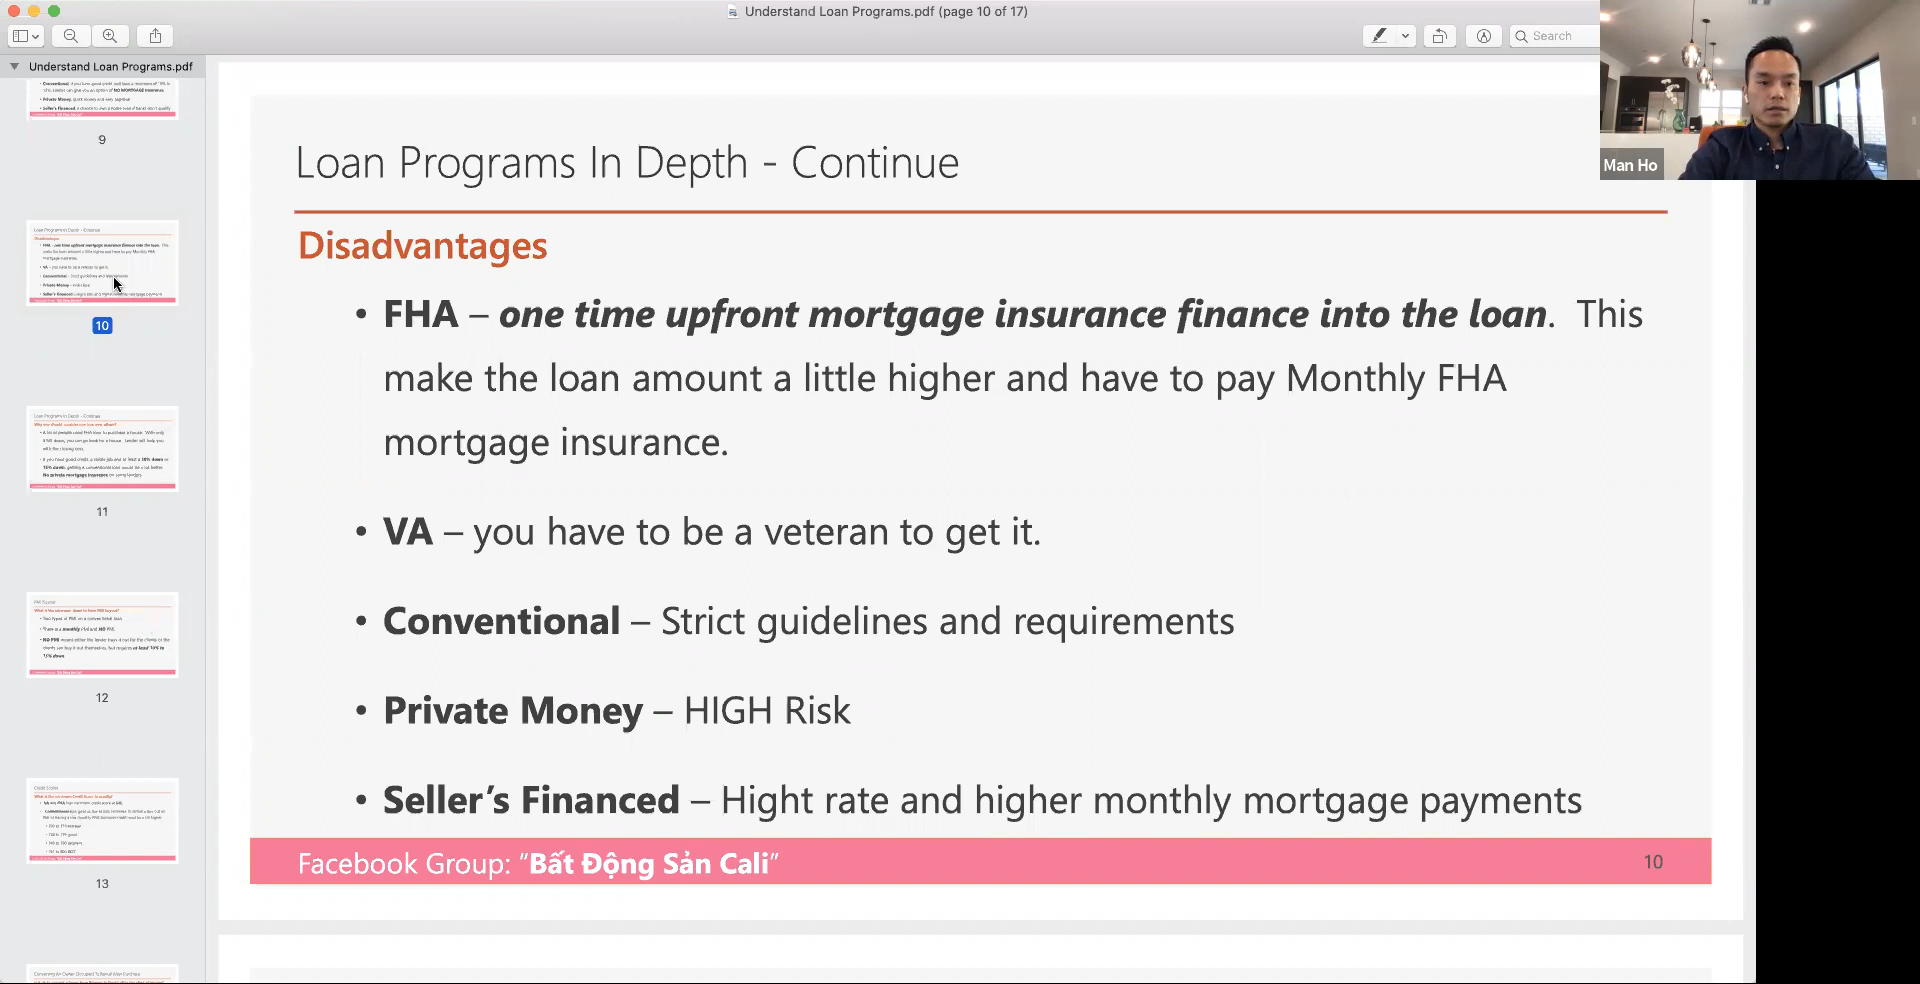 Understand Loan Programs.pdf (page 10 of 17)
Search
Understand Loan Programs.pdf
9
10
11
12
13
Loan Programs In Depth - Continue
Disadvantages
• FHA – one time upfront mortgage insurance finance into the loan. This
make the loan amount a little higher and have to pay Monthly FHA
mortgage insurance.
• VA – you have to be a veteran to get it.
• Conventional – Strict guidelines and requirements
• Private Money – HIGH Risk
• Seller’s Financed – Hight rate and higher monthly mortgage payments
Facebook Group: “Bất Động Sản Cali”
10
Man Ho